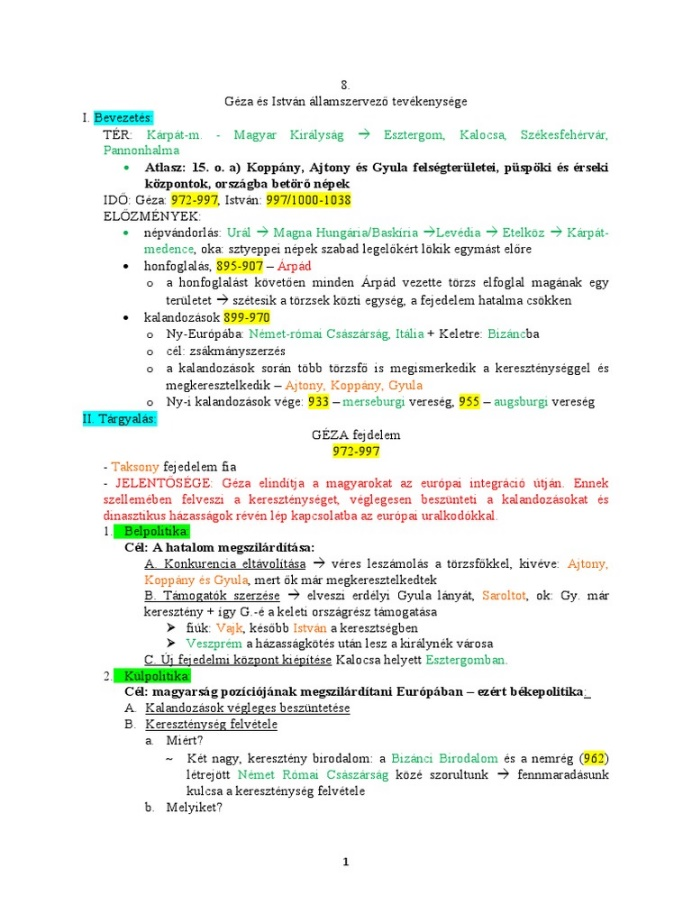 8.
Géza és István államszervező tevékenysége
I. Bevezetés:
TÉR: Kárpát-m. - Magyar Királyság → Esztergom, Kalocsa, Székesfehérvár,
Pannonhalma
• Atlasz: 15. o. a) Koppány, Ajtony és Gyula felségterületei, püspöki és érseki
központok, országba betörő népek
IDŐ: Géza: 972-997, István: 997/1000-1038
ELŐZMÉNYEK:
• népvándorlás: Urál → Magna Hungária/Baskíria →Levédia → Etelköz → Kárpát-
medence, oka: sztyeppei népek szabad legelőkért lökik egymást előre
• honfoglalás, 895-907 – Árpád
o a honfoglalást követően minden Árpád vezette törzs elfoglal magának egy
területet → szétesik a törzsek közti egység, a fejedelem hatalma csökken
• kalandozások 899-970
o Ny-Európába: Német-római Császárság, Itália + Keletre: Bizáncba
o cél: zsákmányszerzés
o a kalandozások során több törzsfő is megismerkedik a kereszténységgel és
megkeresztelkedik – Ajtony, Koppány, Gyula
o Ny-i kalandozások vége: 933 – merseburgi vereség, 955 – augsburgi vereség
II. Tárgyalás:
GÉZA fejdelem
972-997
- Taksony fejedelem fia
- JELENTŐSÉGE: Géza elindítja a magyarokat az európai integráció útján. Ennek
szellemében felveszi a kereszténységet, véglegesen beszünteti a kalandozásokat és
dinasztikus házasságok révén lép kapcsolatba az európai uralkodókkal.
1. Belpolitika:
Cél: A hatalom megszilárdítása:
A. Konkurencia eltávolítása → véres leszámolás a törzsfőkkel, kivéve: Ajtony,
Koppány és Gyula, mert ők már megkeresztelkedtek
B. Támogatók szerzése → elveszi erdélyi Gyula lányát, Saroltot, ok: Gy. már
keresztény + így G.-é a keleti országrész támogatása
➢ fiúk: Vajk, később István a keresztségben
➢ Veszprém a házasságkötés után lesz a királynék városa
C. Új fejedelmi központ kiépítése Kalocsa helyett Esztergomban.
2. Külpolitika:
Cél: magyarság pozíciójának megszilárdítani Európában – ezért békepolitika:
A. Kalandozások végleges beszüntetése
B. Kereszténység felvétele
a. Miért?
~ Két nagy, keresztény birodalom: a Bizánci Birodalom és a nemrég (962)
létrejött Német Római Császárság közé szorultunk → fennmaradásunk
kulcsa a kereszténység felvétele
b. Melyiket?
1